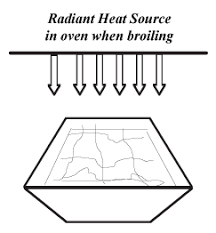 Radiant Heat Source
in oven when broiling